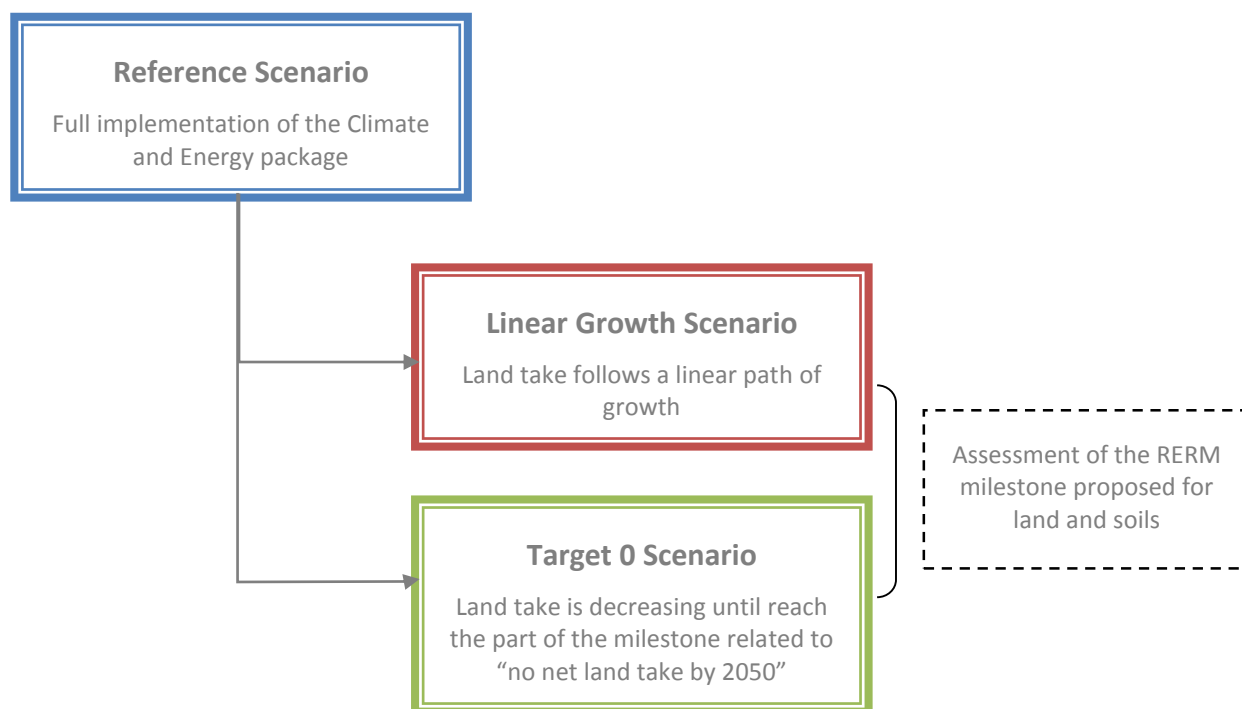 Reference Scenario
Full implementation of the Climate
and Energy package
Linear Growth Scenario
Land take follows a linear path of
growth
Target 0 Scenario
Land take is decreasing until reach
the part of the milestone related to
“no net land take by 2050”
Assessment of the RERM
milestone proposed for
land and soils